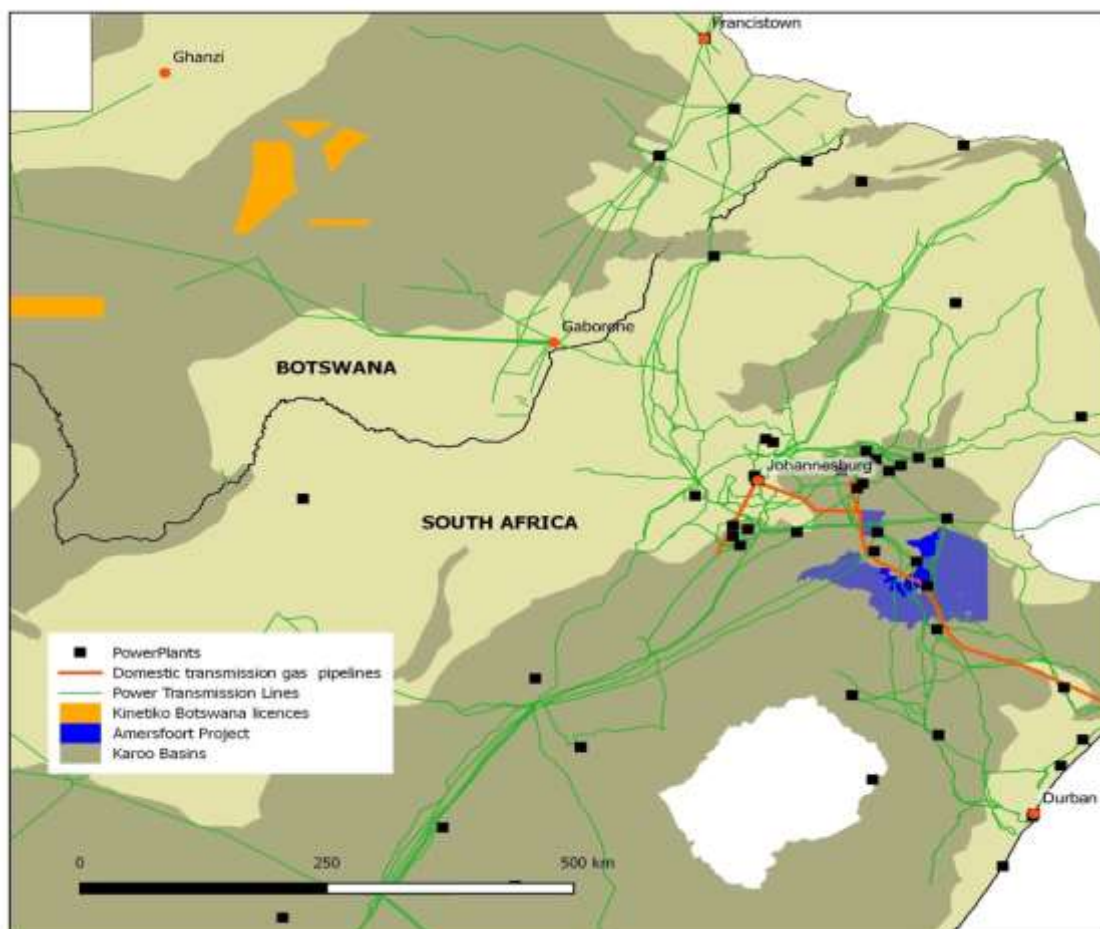 Francistown
Ghanzi
Gaborone
BOTSWANA
Johannesburg
SOUTH AFRICA
PowerPlants
Domestic transmission gas pipelines
Power Transmission Lines
Kinetiko Botswana licences
Amersfoort Project
Karoo Basins
Durban
0 250 500 km